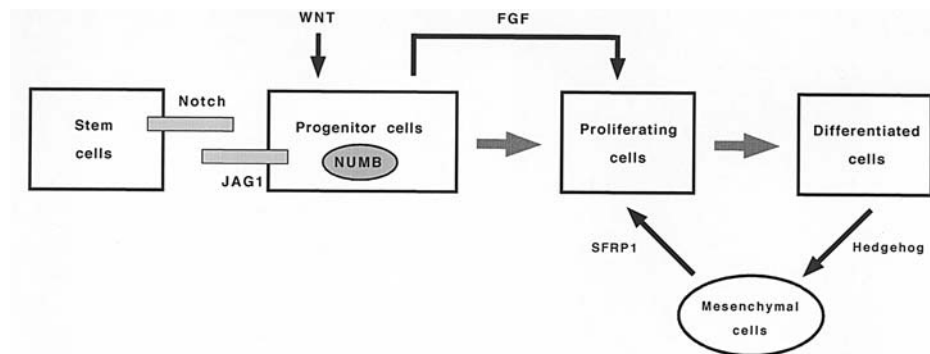 WNT
FGF
Notch
Stem
cells
Progenitor cells
NUMB
JAG1
Proliferating
cells
Differentiated
cells
SFRP1
Hedgehog
Mesenchymal
cells